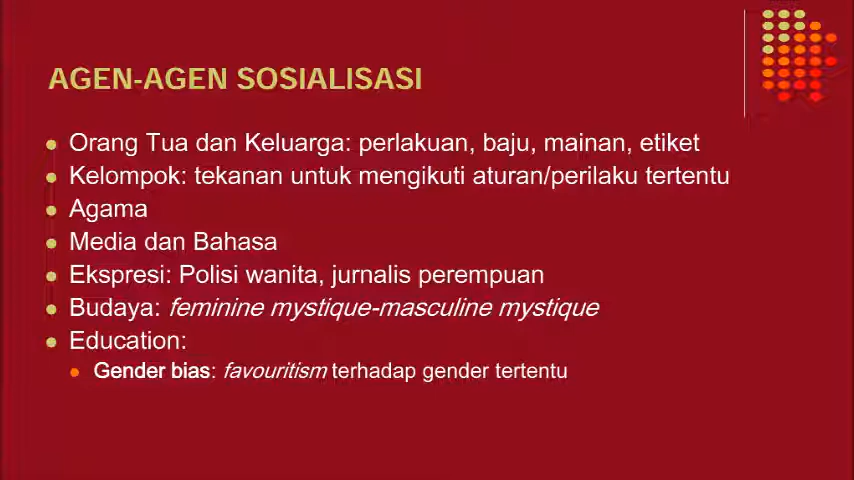 AGEN-AGEN SOSIALISASI
Orang Tua dan Keluarga: perlakuan, baju, mainan, etiket
Kelompok: tekanan untuk mengikuti aturan/perilaku tertentu
Agama
Media dan Bahasa
Ekspresi: Polisi wanita, jurnalis perempuan
Budaya: feminine mystique-masculine mystique
Education:
Gender bias: favouritism terhadap gender tertentu